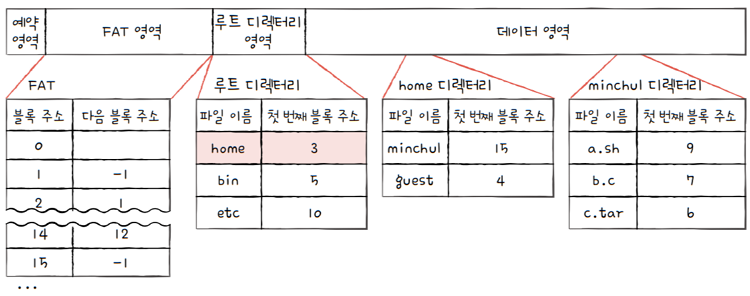 예약 영역
FAT 영역
루트 디렉터리 영역
데이터 영역
FAT
블록 주소 다음 블록 주소
0
1 -1
2 1
14 12
15 -1
...
루트 디렉터리
파일 이름 첫 번째 블록 주소
home 3
bin 5
etc 10
home 디렉터리
파일 이름 첫 번째 블록 주소
minchul 15
guest 4
minchul 디렉터리
파일 이름 첫 번째 블록 주소
a.sh 9
b.c 7
c.tar 6